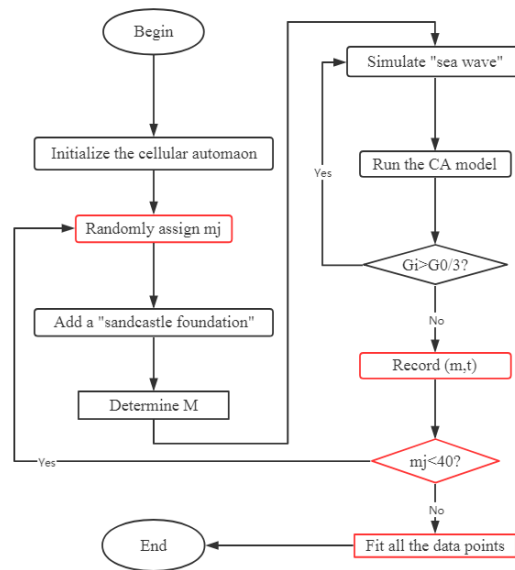 Begin
Initialize the cellular automaon
Randomly assign mj
Add a "sandcastle foundation"
Determine M
Simulate "sea wave"
Yes
Run the CA model
Gi>G0/3?
No
Record (m,t)
mj<40?
Yes
No
Fit all the data points
End